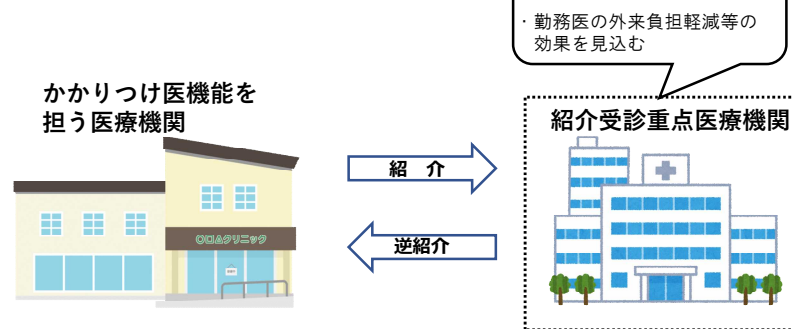 ・勤務医の外来負担軽減等の
効果を見込む
かかりつけ医機能を
担う医療機関
紹介受診重点医療機関
紹 介
逆紹介
〇口△クリニック